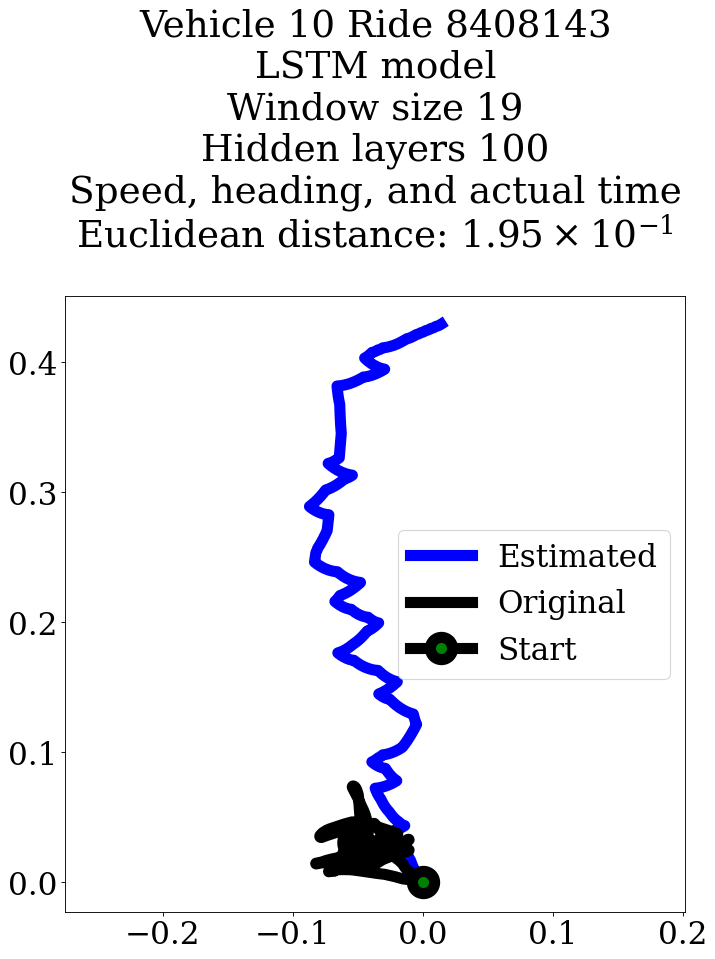 Vehicle 10 Ride 8408143
LSTM model
Window size 19
Hidden layers 100
Speed, heading, and actual time
Euclidean distance: 1.95 × 10⁻¹
0.4
0.3
Estimated
Original
Start
0.2
0.1
0.0
−0.2 −0.1 0.0 0.1 0.2